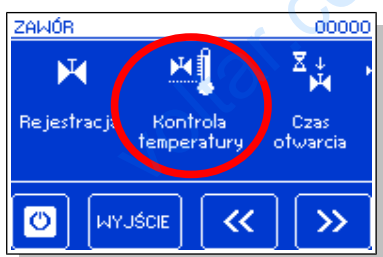 ZAWÓR 00000
Rejestracja Kontrola temperatury Czas otwarcia
WYJŚCIE << >>